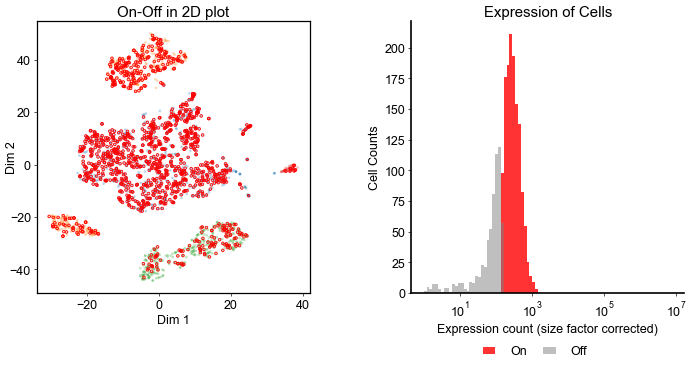 On-Off in 2D plot
Dim 2
40
20
0
−20
−40
−20
0
20
40
Dim 1
Expression of Cells
Cell Counts
200
175
150
125
100
75
50
25
0
10^1
10^3
10^5
10^7
Expression count (size factor corrected)
On
Off